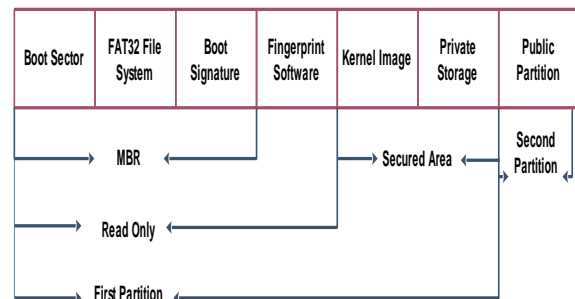 Boot Sector
FAT32 File
System
Boot
Signature
Fingerprint
Software
Kernel Image
Private
Storage
Public
Partition
MBR
Secured Area
Second
Partition
Read Only
First Partition